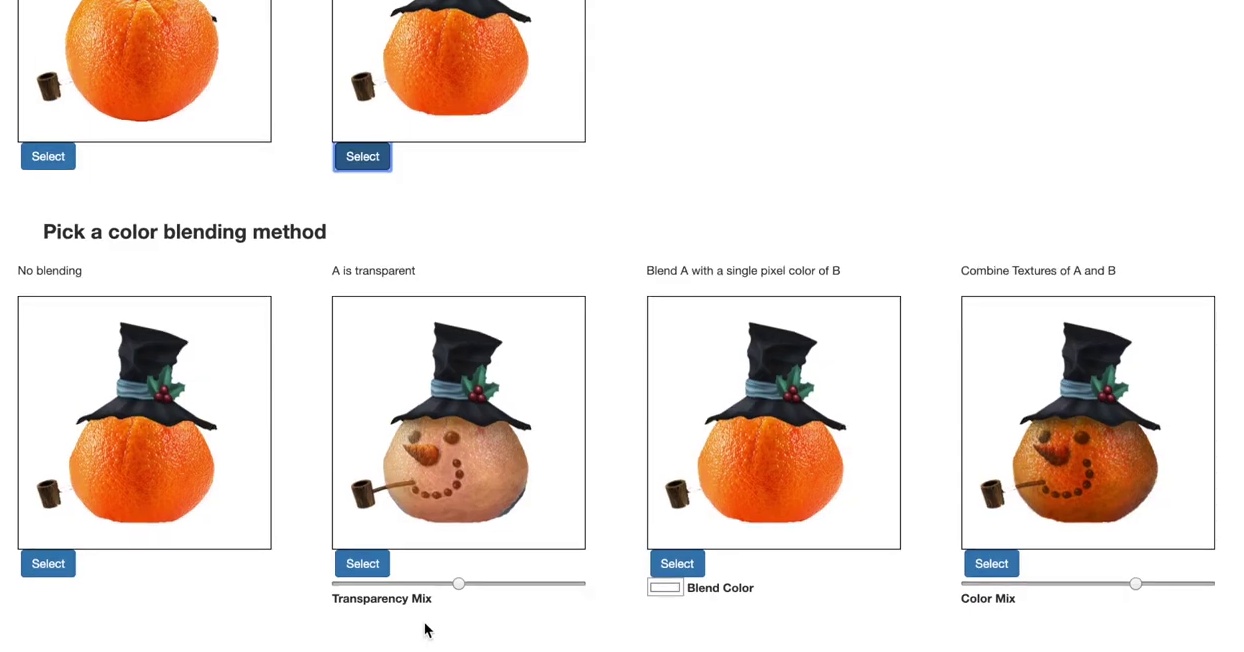 Select Select
Pick a color blending method
No blending A is transparent Blend A with a single pixel color of B Combine Textures of A and B
Select Select Select Select
Blend Color
Transparency Mix Color Mix